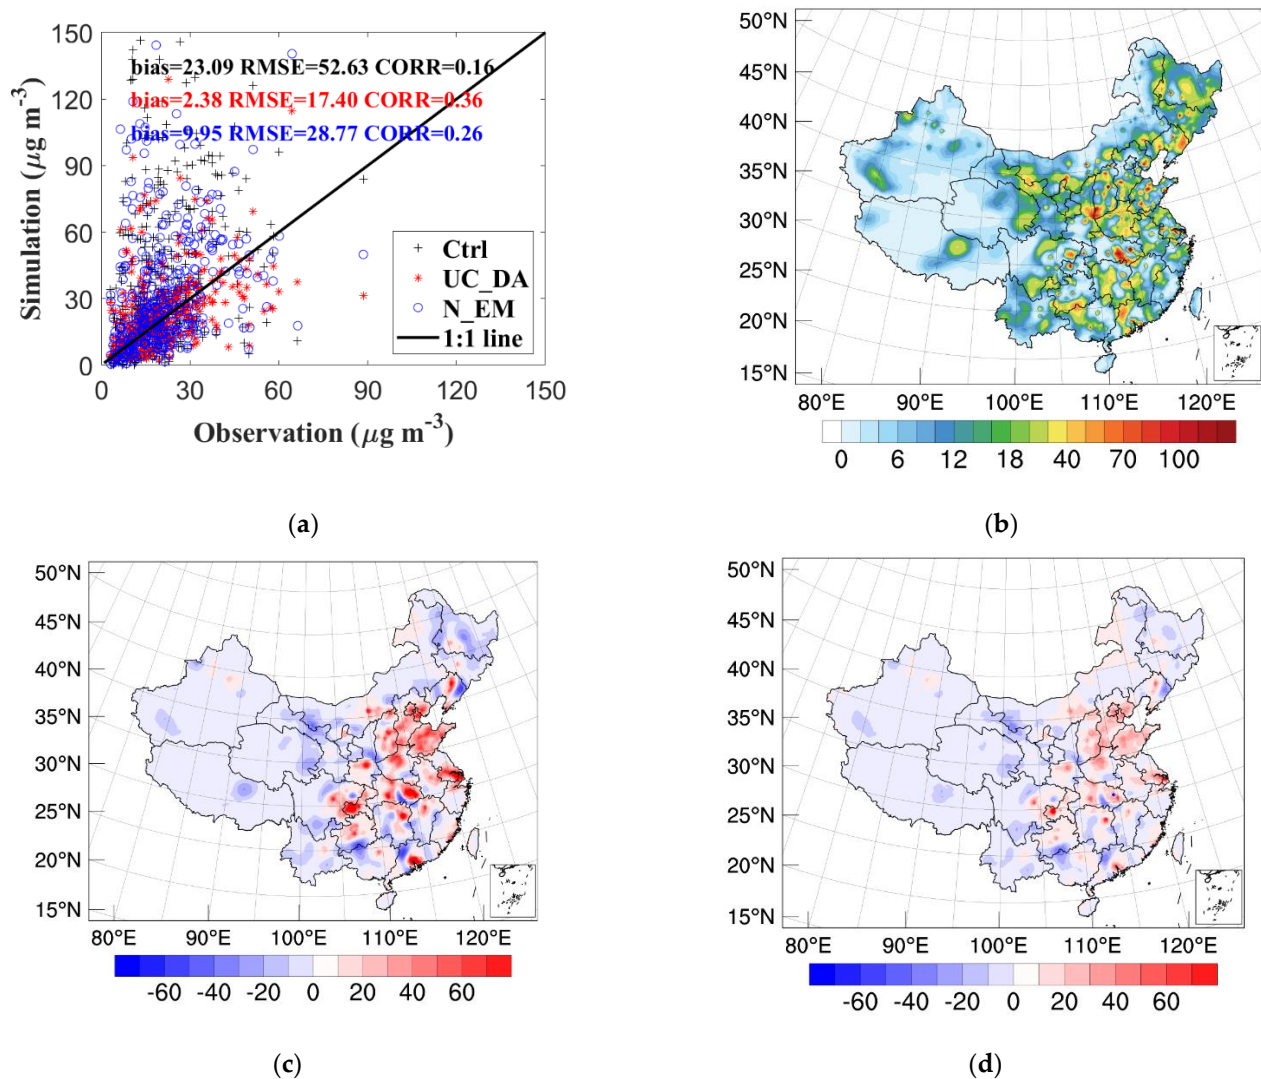 150
120
90
60
30
0
Simulation (µg m⁻³)
bias=23.09 RMSE=52.63 CORR=0.16
bias=2.38 RMSE=17.40 CORR=0.36
bias=9.95 RMSE=28.77 CORR=0.26
Ctrl
UC_DA
N_EM
1:1 line
0 30 60 90 120 150
Observation (µg m⁻³)
(a)
50°N
45°N
40°N
35°N
30°N
25°N
20°N
15°N
80°E 90°E 100°E 110°E 120°E
0 6 12 18 40 70 100
(b)
50°N
45°N
40°N
35°N
30°N
25°N
20°N
15°N
80°E 90°E 100°E 110°E 120°E
-60 -40 -20 0 20 40 60
(c)
50°N
45°N
40°N
35°N
30°N
25°N
20°N
15°N
80°E 90°E 100°E 110°E 120°E
-60 -40 -20 0 20 40 60
(d)